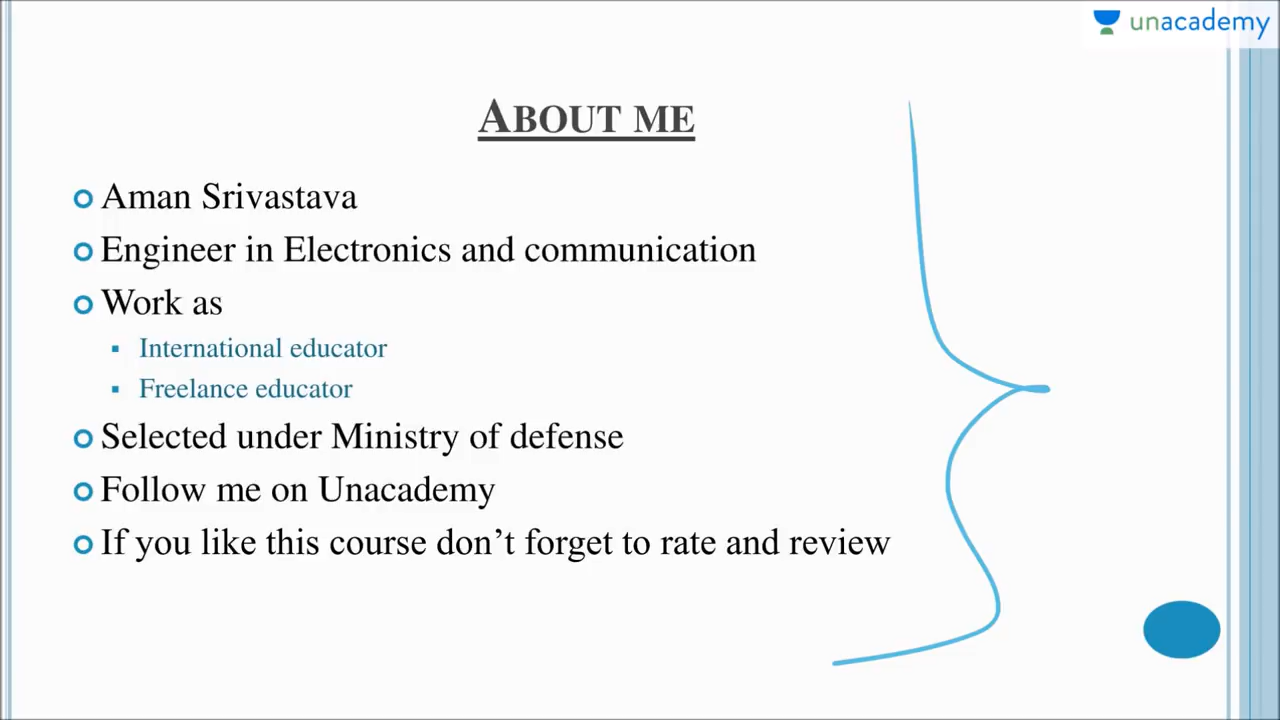 unacademy
ABOUT ME
Aman Srivastava
Engineer in Electronics and communication
Work as
International educator
Freelance educator
Selected under Ministry of defense
Follow me on Unacademy
If you like this course don’t forget to rate and review